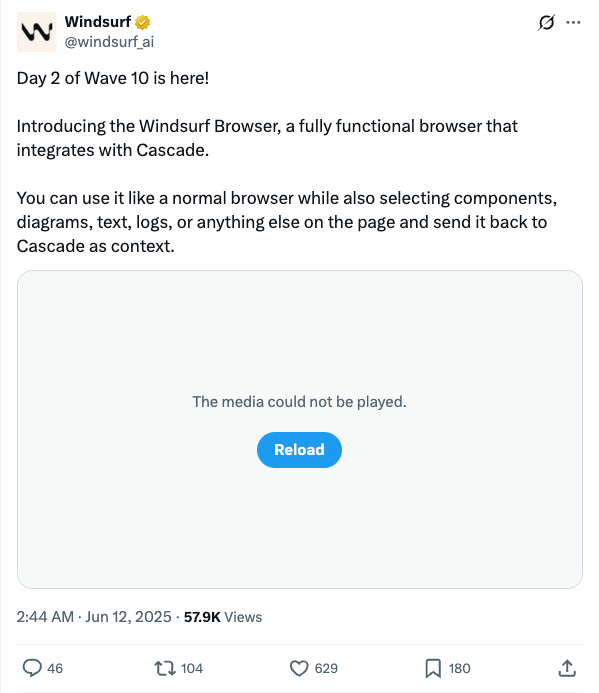 Windsurf
@windsurf_ai
Day 2 of Wave 10 is here!
Introducing the Windsurf Browser, a fully functional browser that
integrates with Cascade.
You can use it like a normal browser while also selecting components,
diagrams, text, logs, or anything else on the page and send it back to
Cascade as context.
The media could not be played.
Reload
2:44 AM · Jun 12, 2025 · 57.9K Views
46 104 629 180